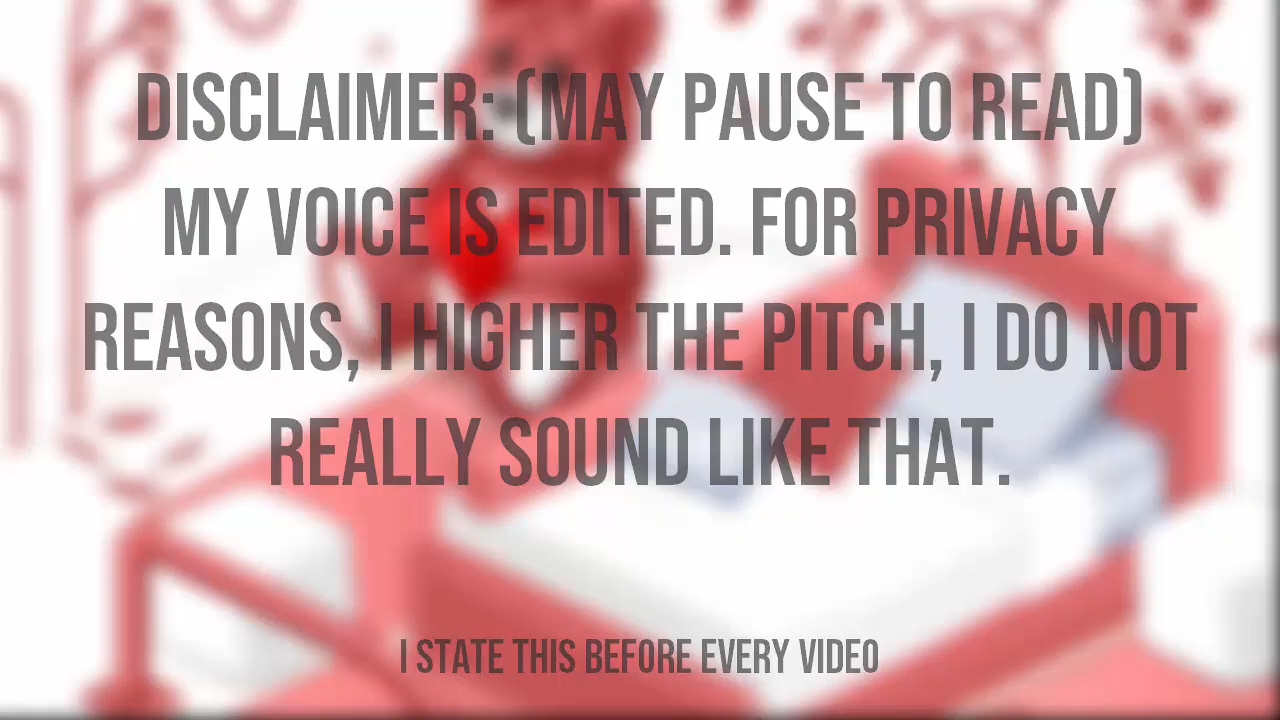 DISCLAIMER: (MAY PAUSE TO READ)
MY VOICE IS EDITED. FOR PRIVACY
REASONS, I HIGHER THE PITCH, I DO NOT
REALLY SOUND LIKE THAT.
I STATE THIS BEFORE EVERY VIDEO